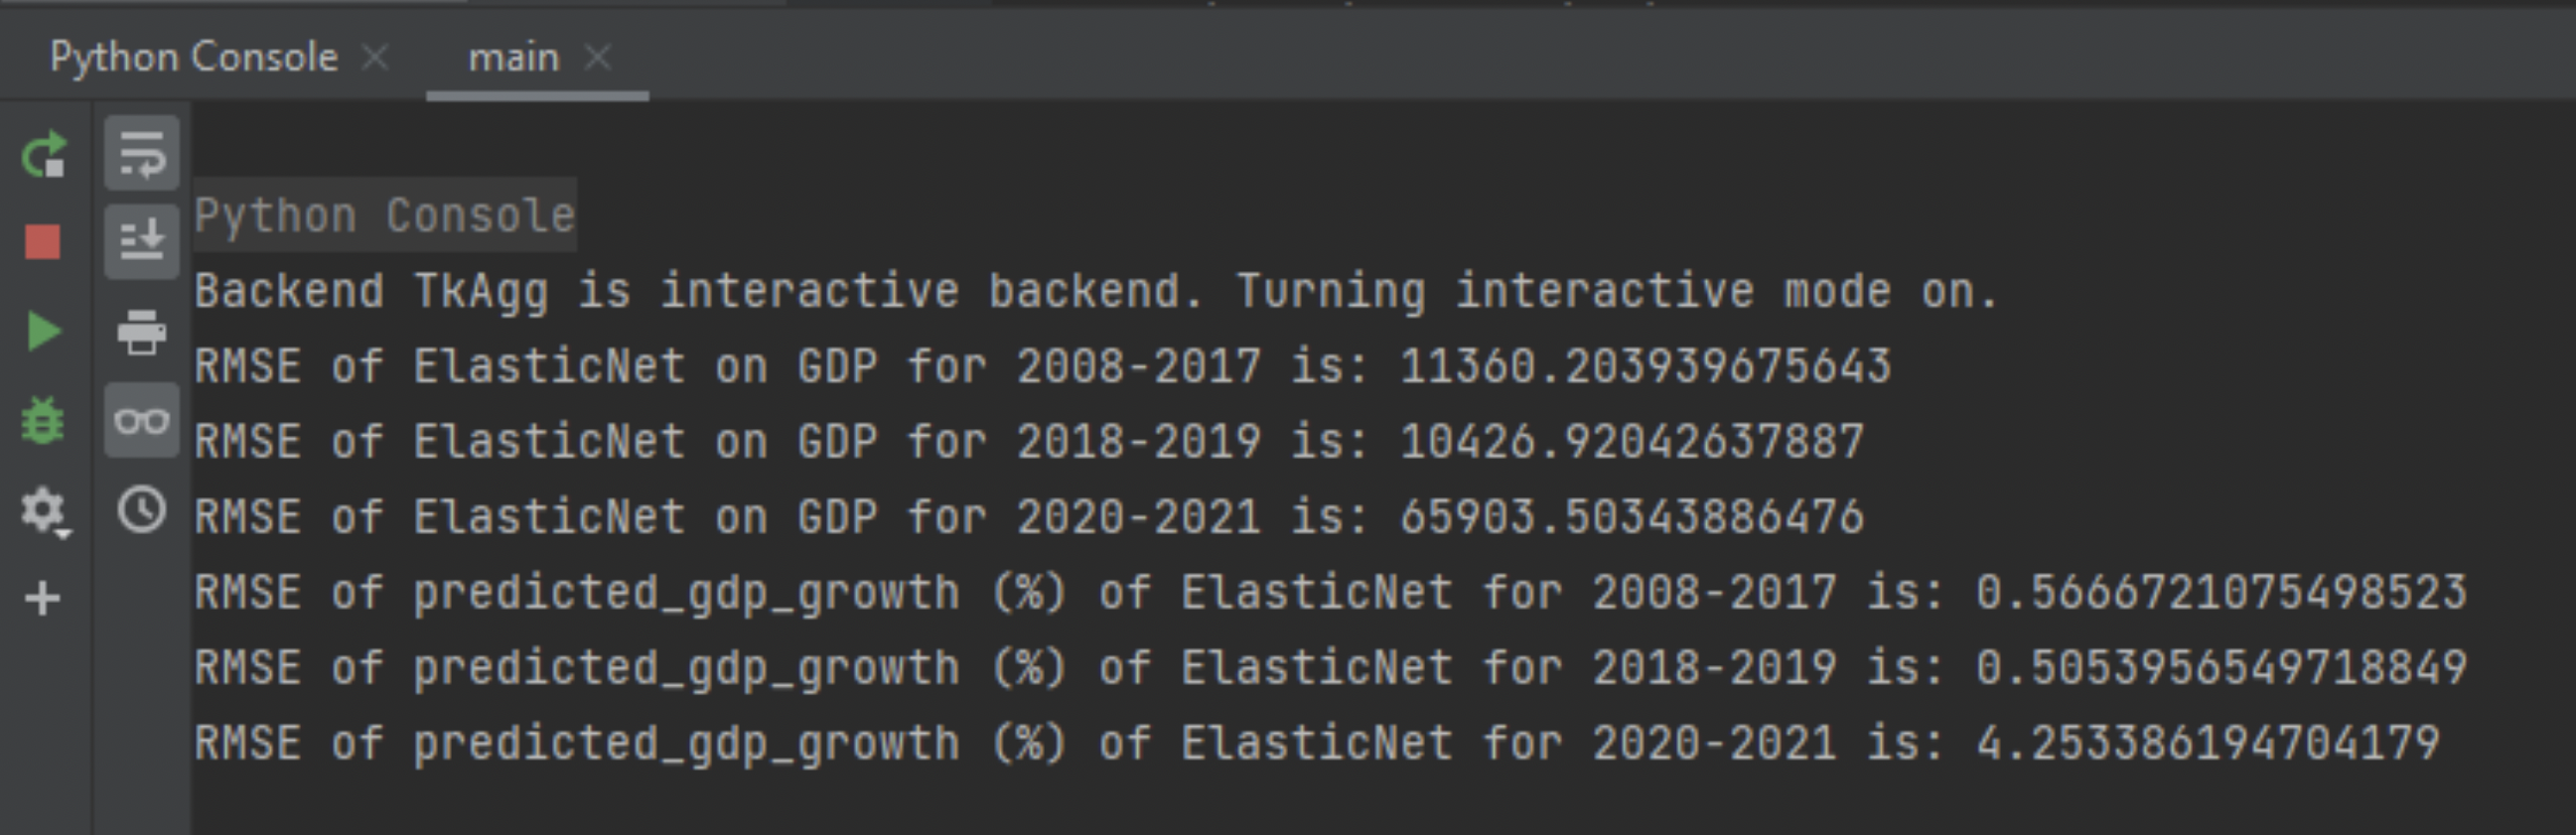 Python Console
main
Python Console
Backend TkAgg is interactive backend. Turning interactive mode on.
RMSE of ElasticNet on GDP for 2008-2017 is: 11360.203939675643
RMSE of ElasticNet on GDP for 2018-2019 is: 10426.92042637887
RMSE of ElasticNet on GDP for 2020-2021 is: 65903.50343886476
RMSE of predicted_gdp_growth (%) of ElasticNet for 2008-2017 is: 0.5666721075498523
RMSE of predicted_gdp_growth (%) of ElasticNet for 2018-2019 is: 0.5053956549718849
RMSE of predicted_gdp_growth (%) of ElasticNet for 2020-2021 is: 4.253386194704179